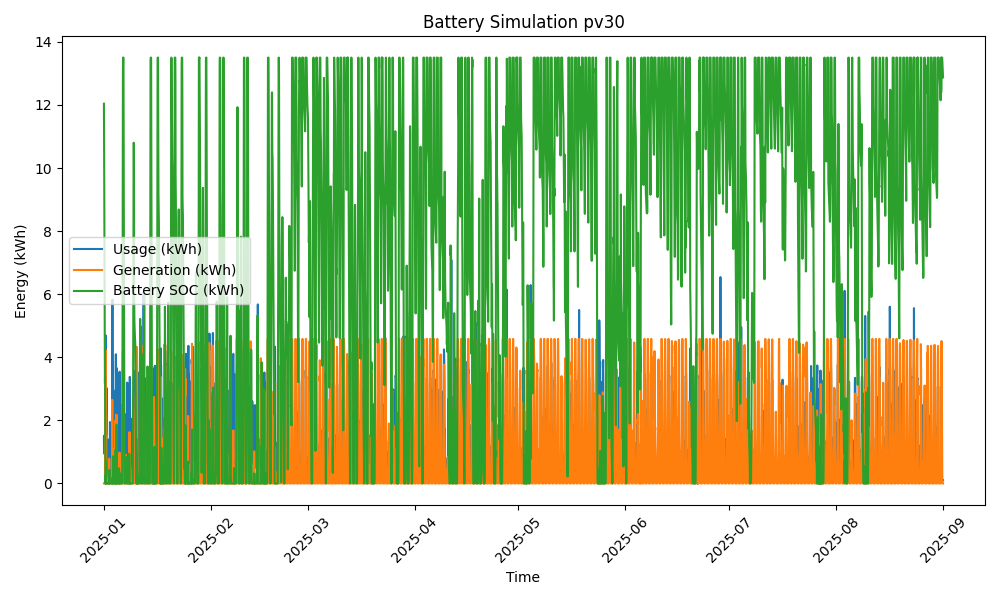 Battery Simulation pv30
Energy (kWh)
14
12
10
8
6
4
2
0
Usage (kWh)
Generation (kWh)
Battery SOC (kWh)
2025-01
2025-02
2025-03
2025-04
2025-05
2025-06
2025-07
2025-08
2025-09
Time